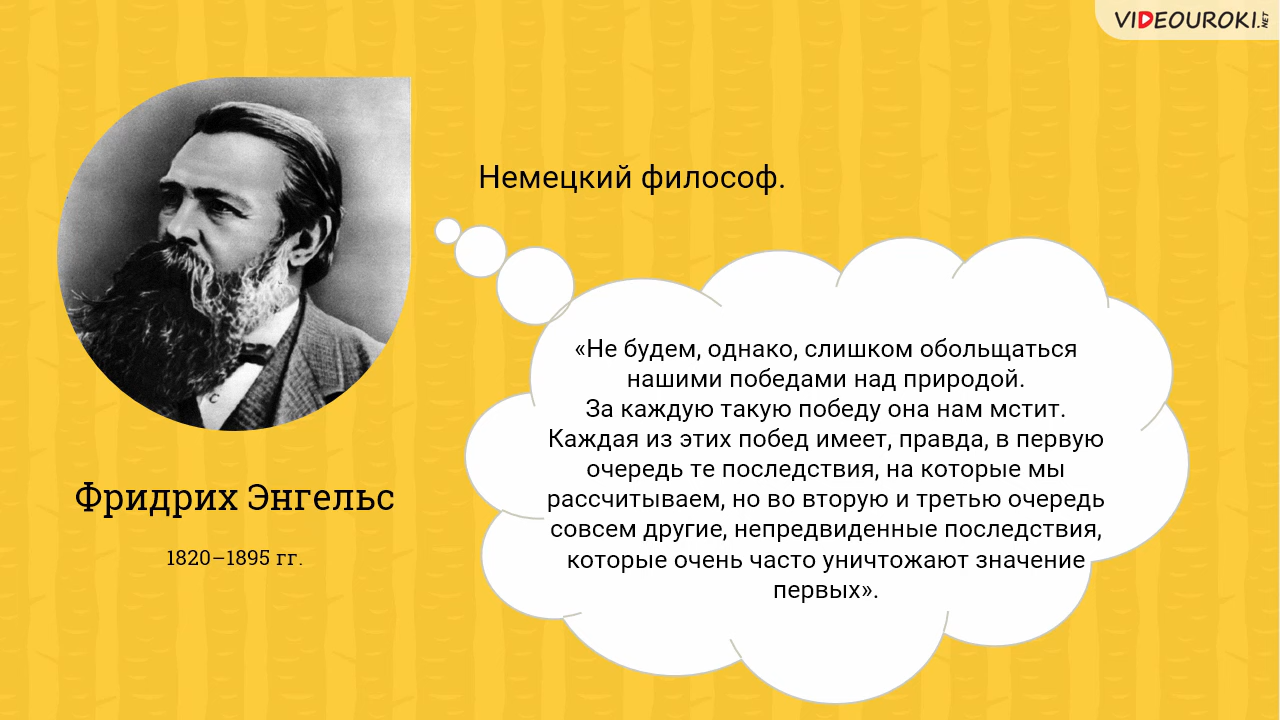 VIDEOUROKI.NET
Немецкий философ.
«Не будем, однако, слишком обольщаться
нашими победами над природой.
За каждую такую победу она нам мстит.
Каждая из этих побед имеет, правда, в первую
очередь те последствия, на которые мы
рассчитываем, но во вторую и третью очередь
совсем другие, непредвиденные последствия,
которые очень часто уничтожают значение
первых».
Фридрих Энгельс
1820–1895 гг.